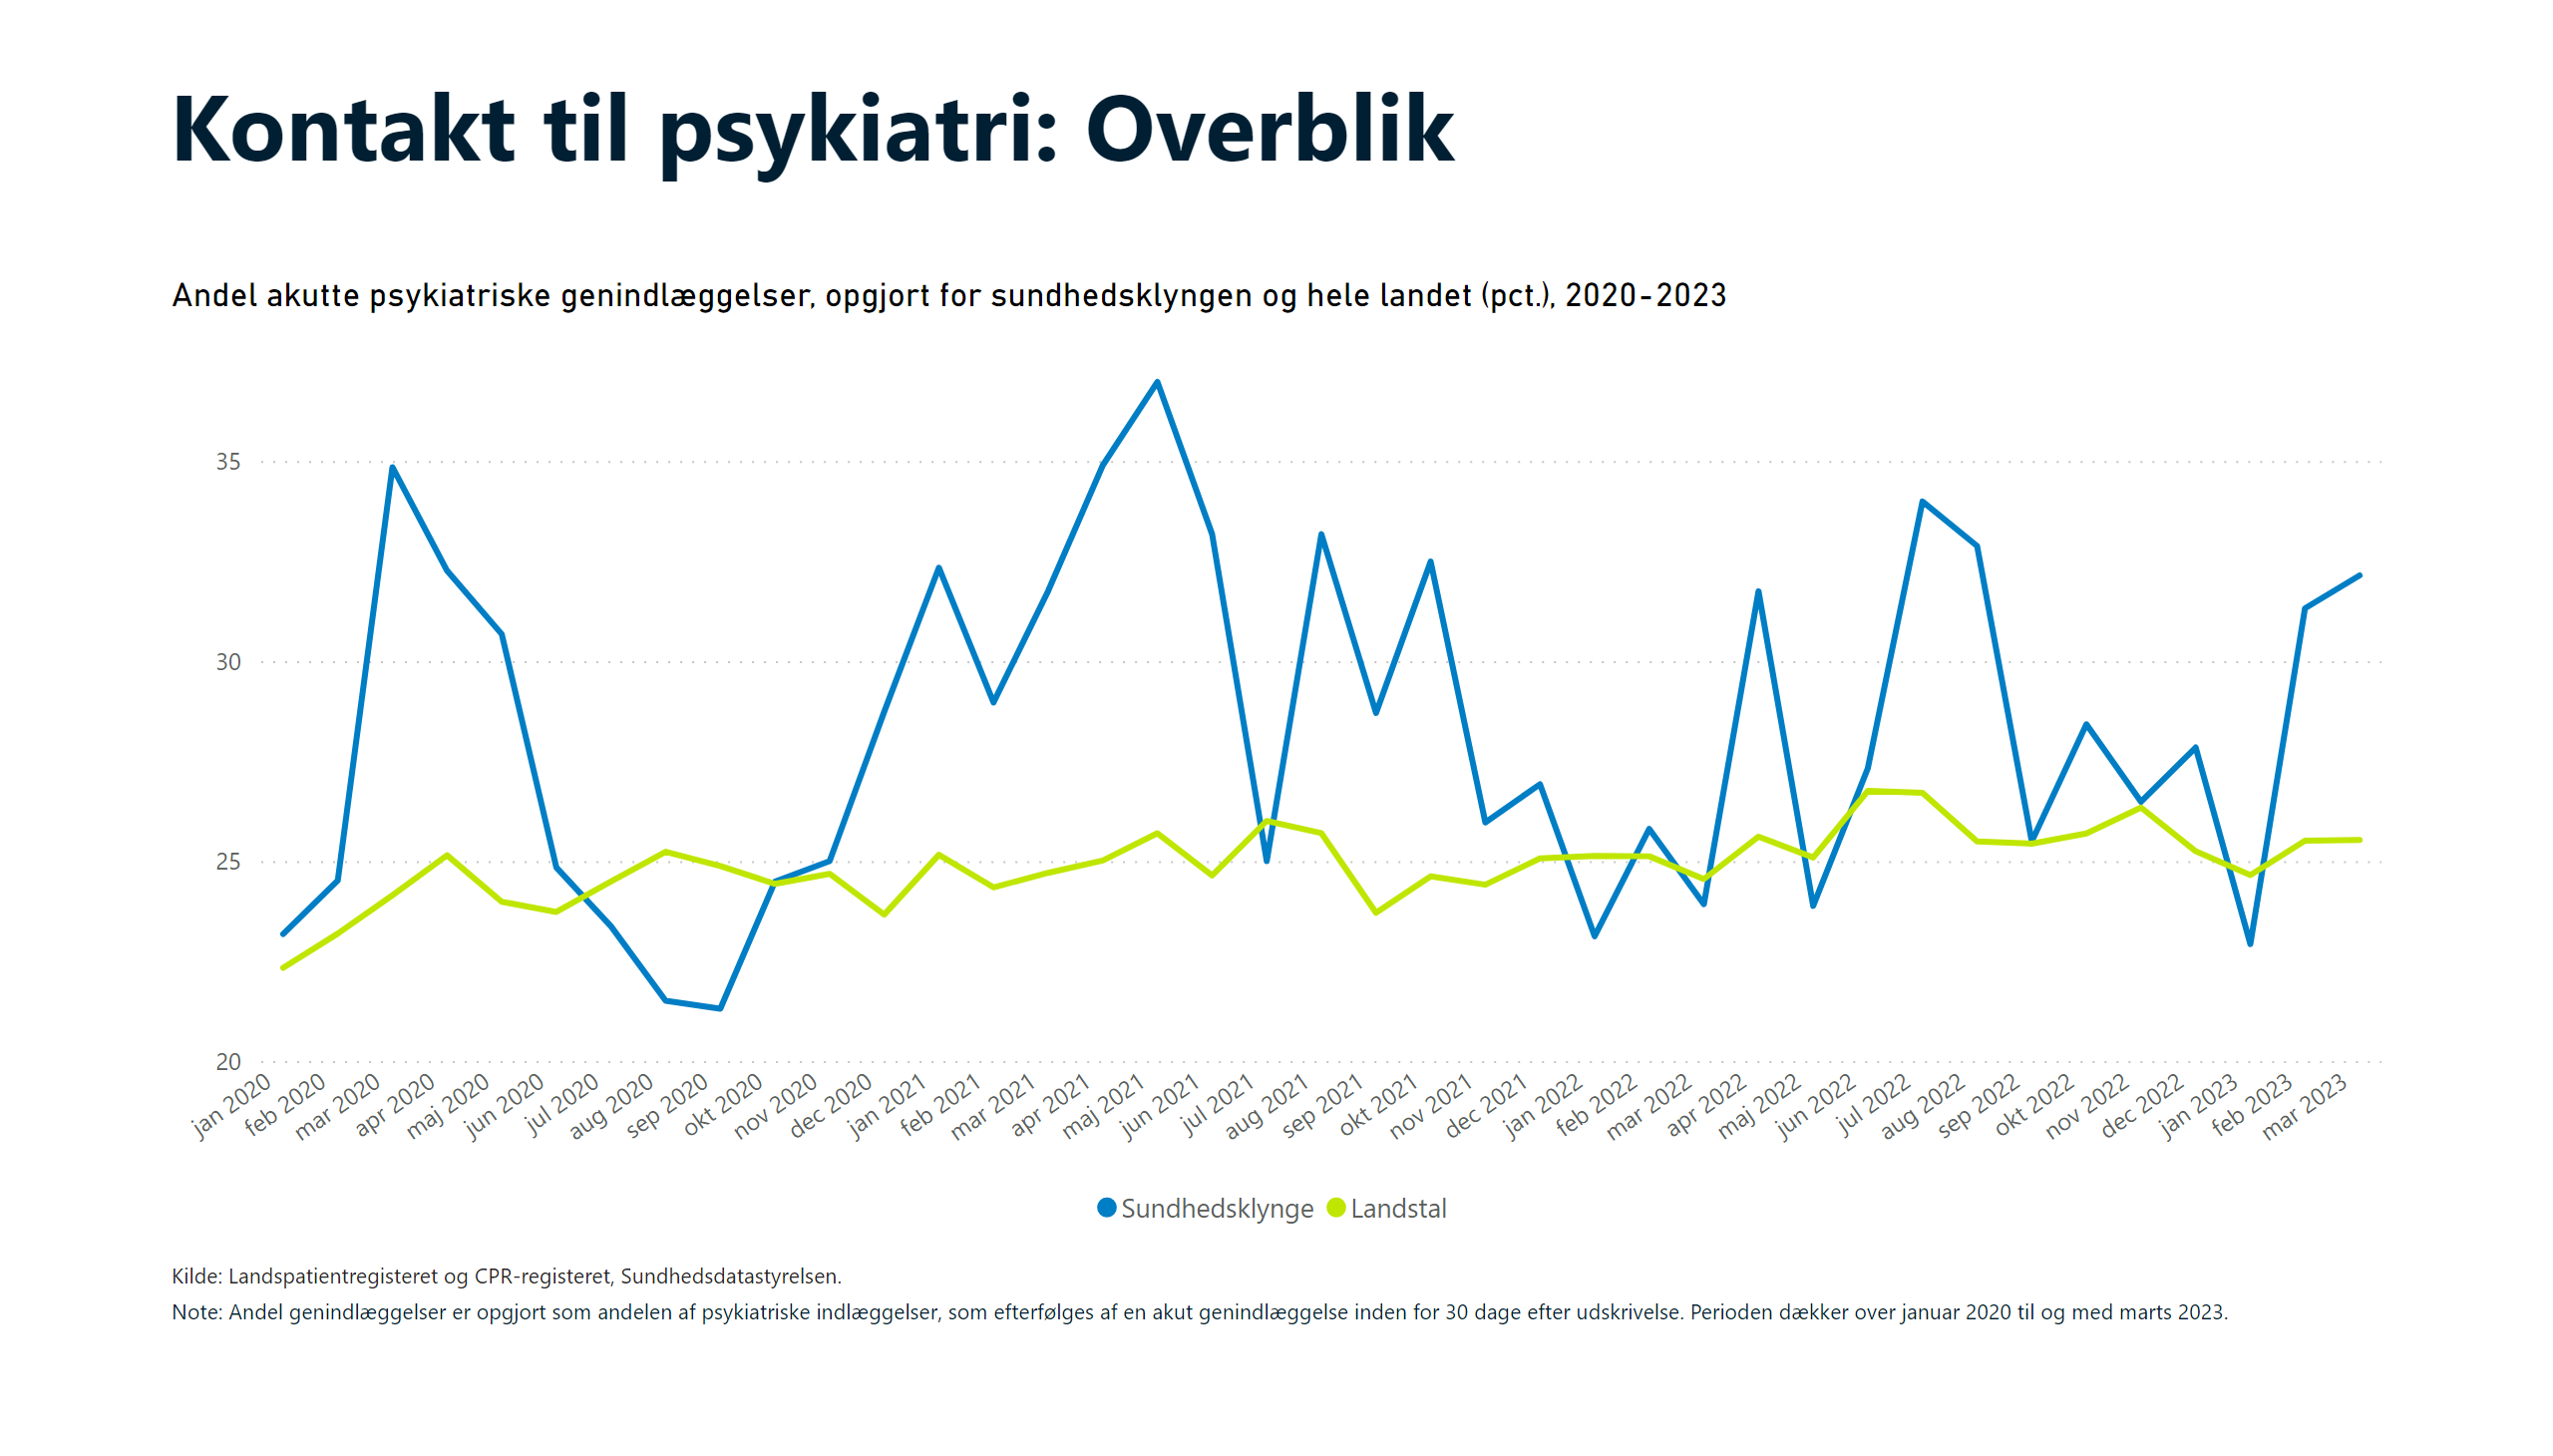 Kontakt til psykiatri: Overblik
Andel akutte psykiatriske genindlæggelser, opgjort for sundhedsklyngen og hele landet (pct.), 2020-2023
35
30
25
20
jan 2020
feb 2020
mar 2020
apr 2020
maj 2020
jun 2020
jul 2020
aug 2020
sep 2020
okt 2020
nov 2020
dec 2020
jan 2021
feb 2021
mar 2021
apr 2021
maj 2021
jun 2021
jul 2021
aug 2021
sep 2021
okt 2021
nov 2021
dec 2021
jan 2022
feb 2022
mar 2022
apr 2022
maj 2022
jun 2022
jul 2022
aug 2022
sep 2022
okt 2022
nov 2022
dec 2022
jan 2023
feb 2023
mar 2023
Sundhedsklynge Landstal
Kilde: Landspatientregisteret og CPR-registeret, Sundhedsdatastyrelsen.
Note: Andel genindlæggelser er opgjort som andelen af psykiatriske indlæggelser, som efterfølges af en akut genindlæggelse inden for 30 dage efter udskrivelse. Perioden dækker over januar 2020 til og med marts 2023.